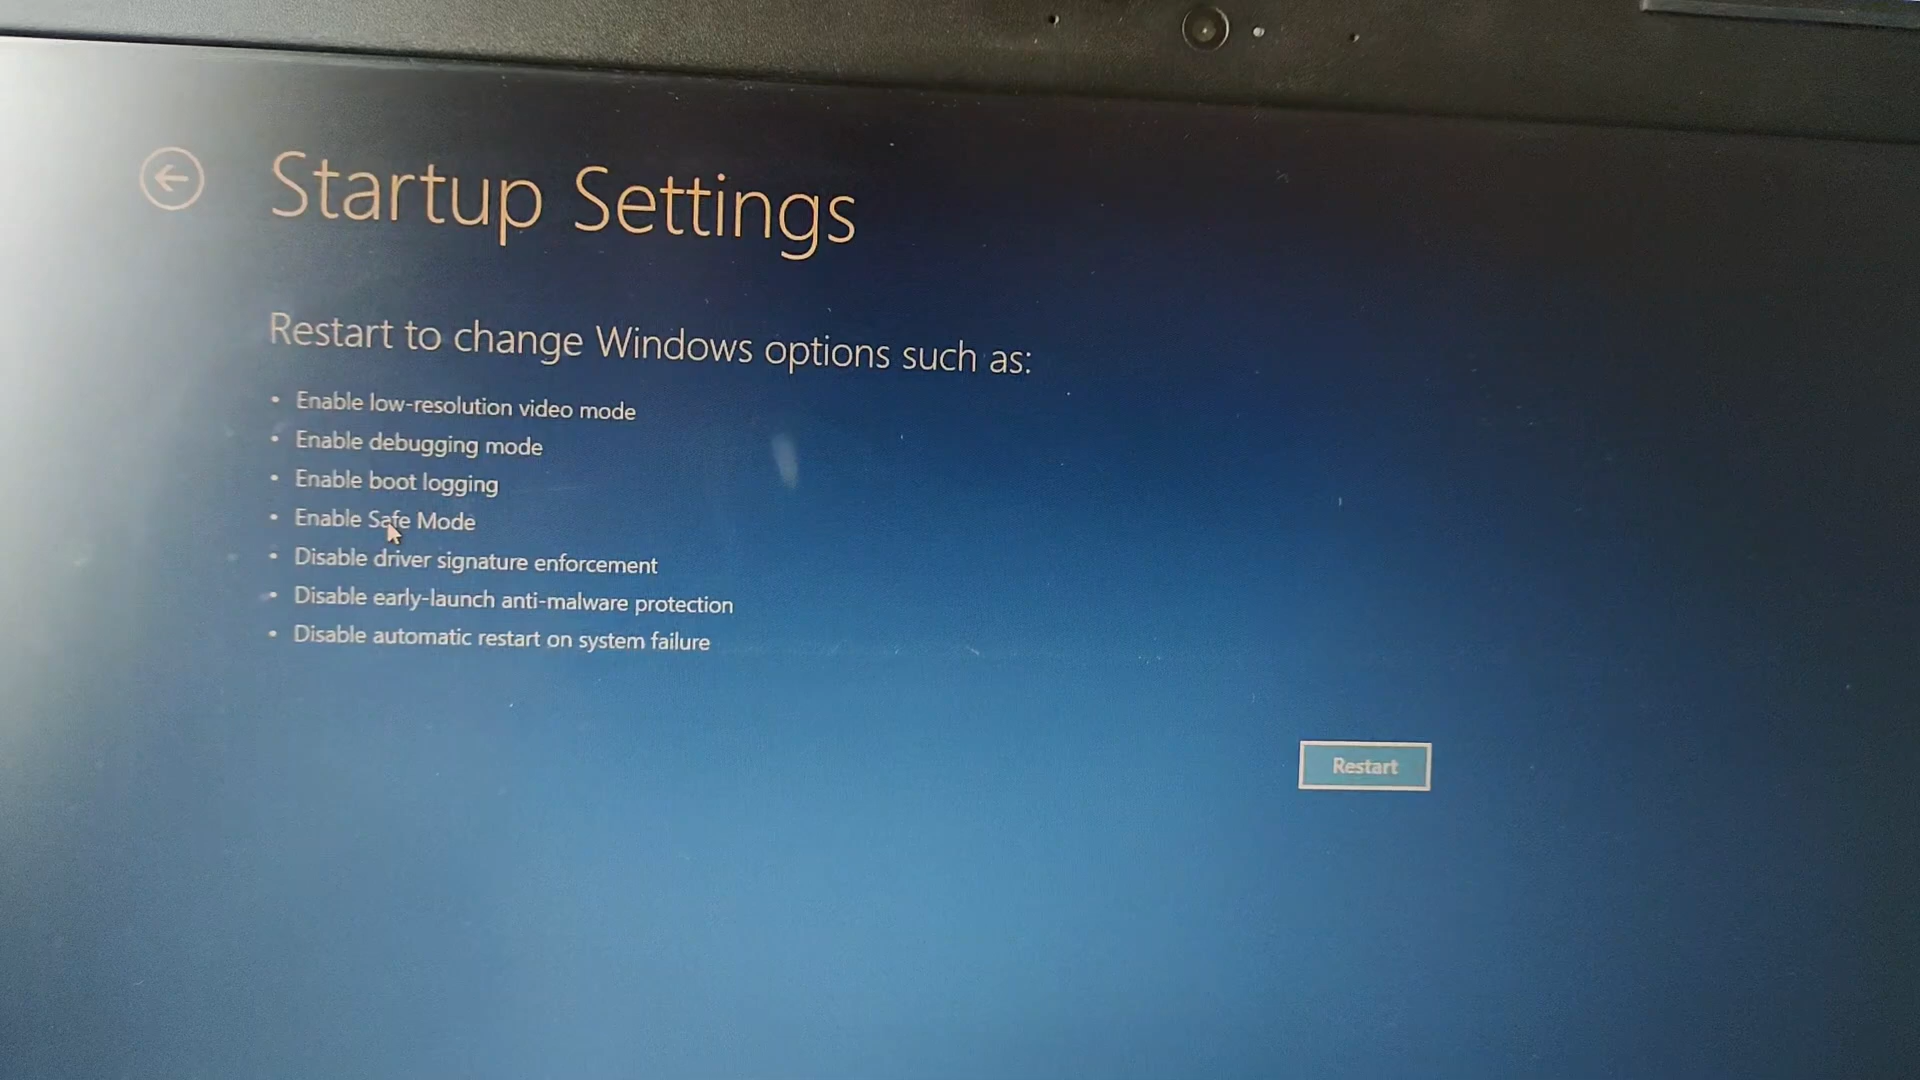 Startup Settings
Restart to change Windows options such as:
• Enable low-resolution video mode
• Enable debugging mode
• Enable boot logging
• Enable Safe Mode
• Disable driver signature enforcement
• Disable early-launch anti-malware protection
• Disable automatic restart on system failure
Restart